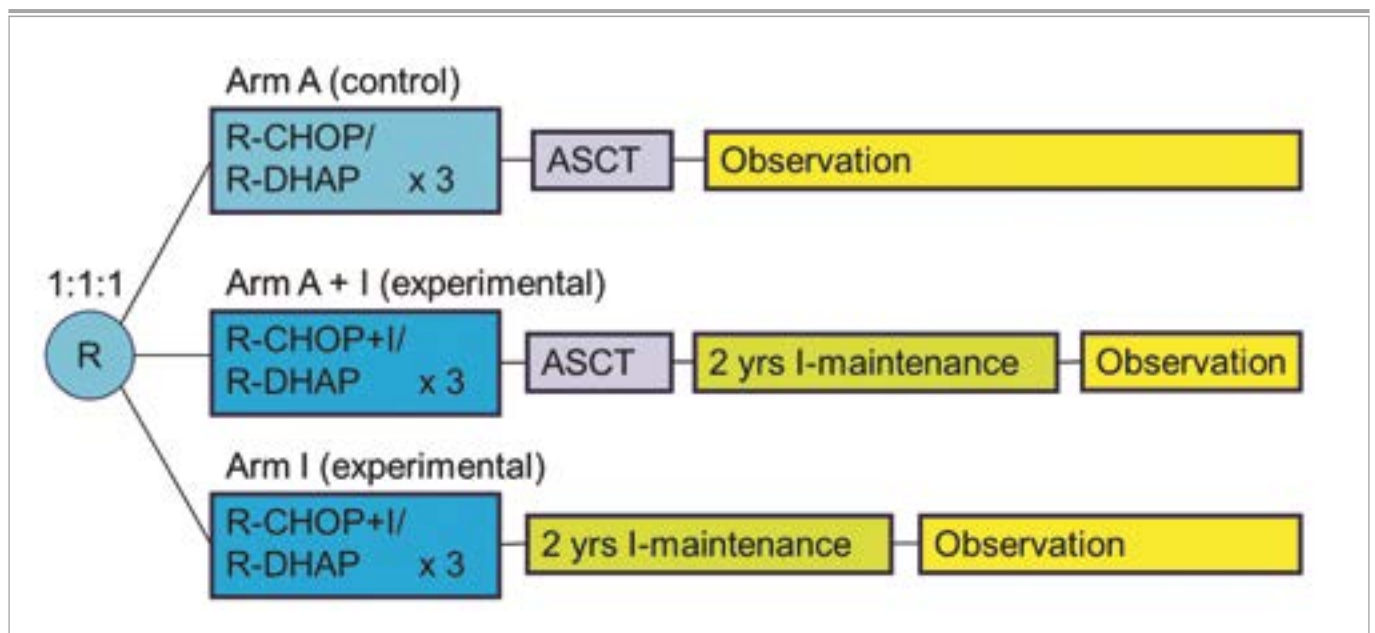 Arm A (control)
R-CHOP/
R-DHAP x 3
ASCT
Observation
1:1:1
R
Arm A + I (experimental)
R-CHOP+I/
R-DHAP x 3
ASCT
2 yrs I-maintenance
Observation
Arm I (experimental)
R-CHOP+I/
R-DHAP x 3
2 yrs I-maintenance
Observation